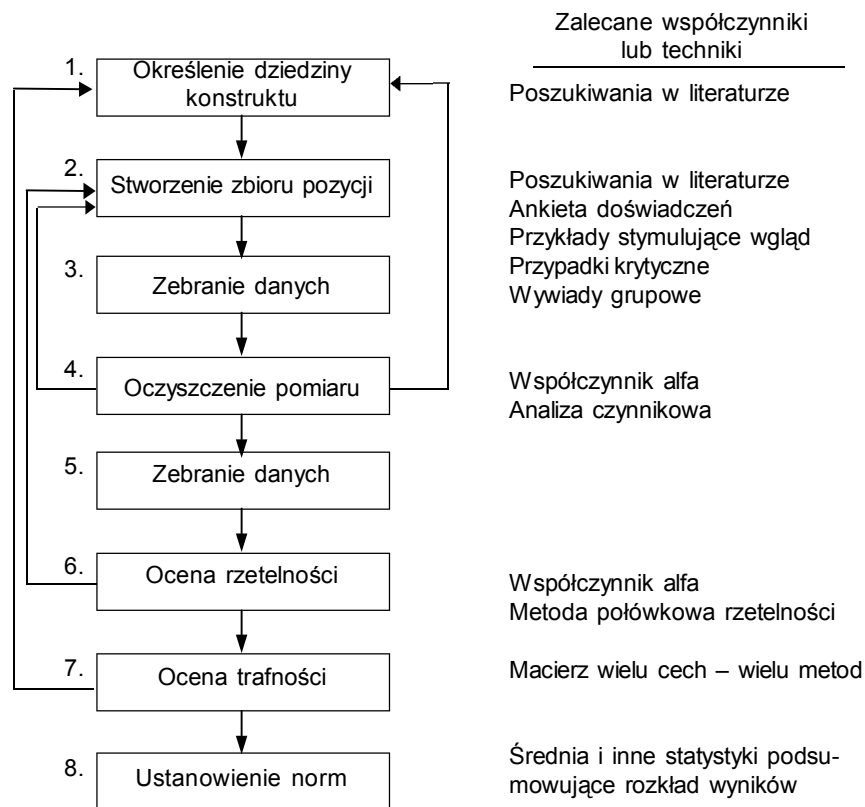 Zalecane współczynniki
lub techniki
1.
Określenie dziedziny
konstruktu
Poszukiwania w literaturze
2.
Stworzenie zbioru pozycji
Poszukiwania w literaturze
Ankieta doświadczeń
Przykłady stymulujące wgląd
Przypadki krytyczne
Wywiady grupowe
3.
Zebranie danych
4.
Oczyszczenie pomiaru
Współczynnik alfa
Analiza czynnikowa
5.
Zebranie danych
6.
Ocena rzetelności
Współczynnik alfa
Metoda połówkowa rzetelności
7.
Ocena trafności
Macierz wielu cech – wielu metod
8.
Ustanowienie norm
Średnia i inne statystyki podsu-
mowujące rozkład wyników